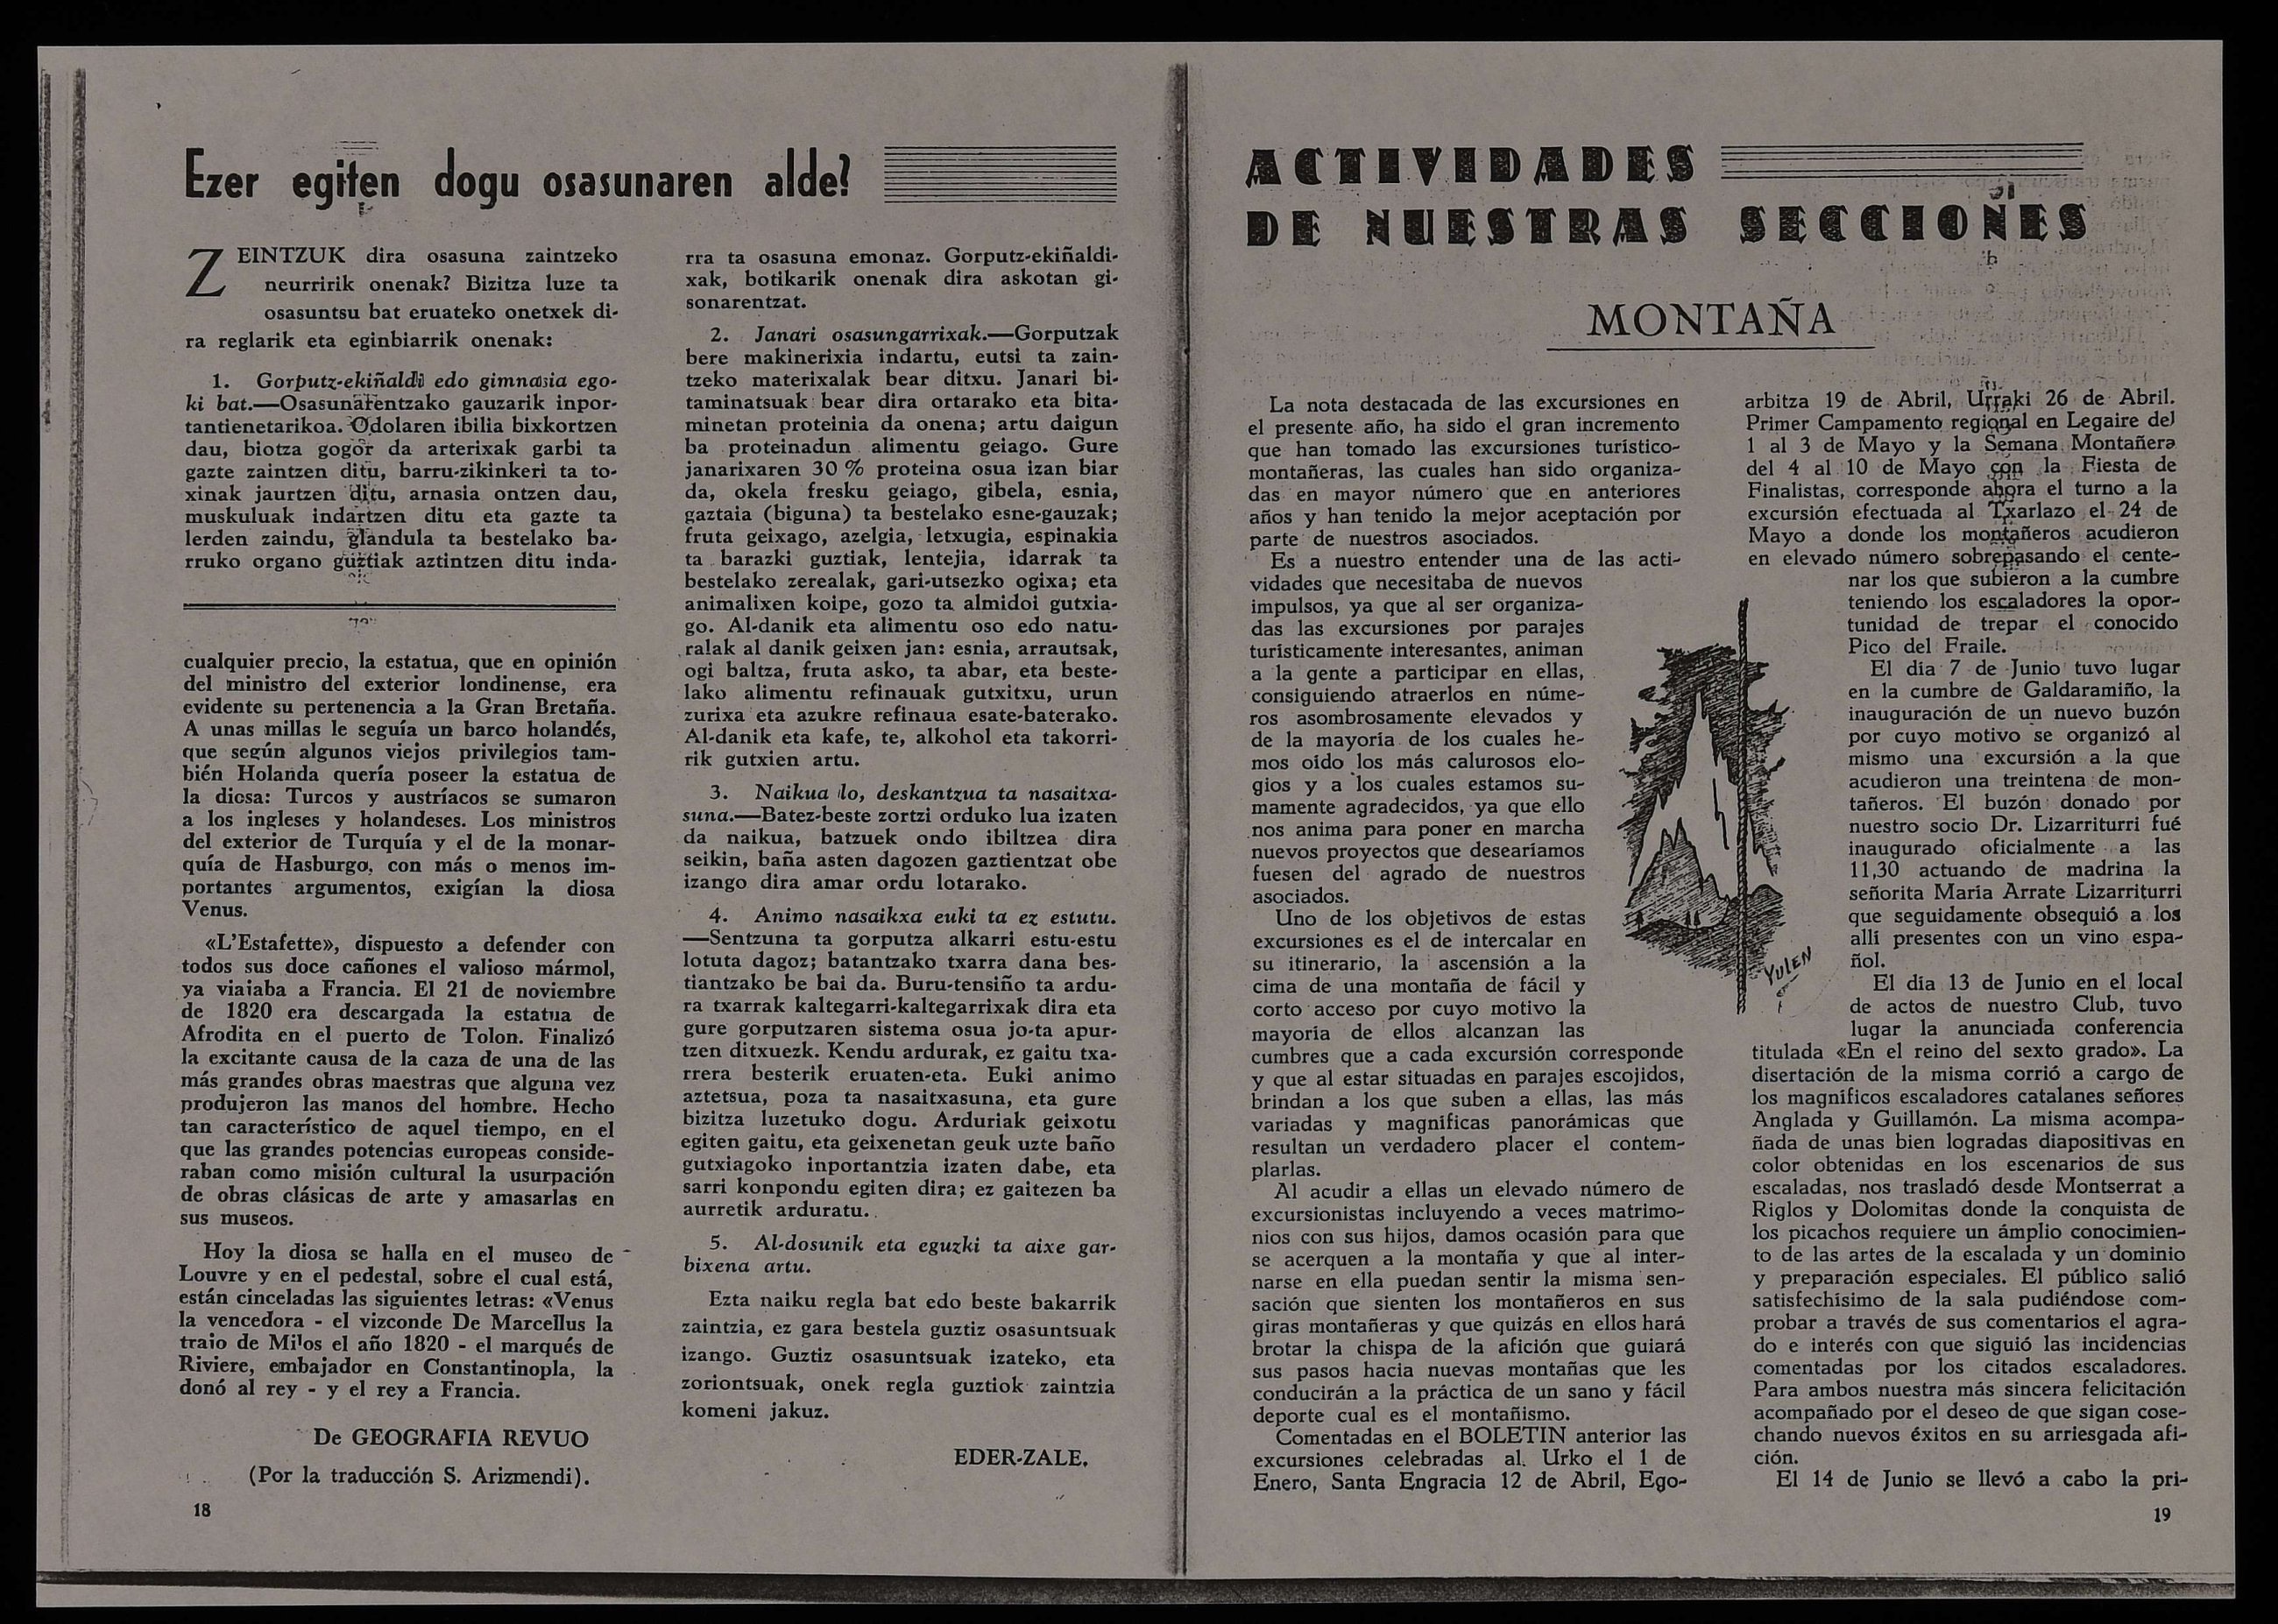 Ezer egiten dogu osasunaren alde?
ZEINTZUK dira osasuna zaintzeko
neurririk onenak? Bizitza luze ta
osasuntsu bat eruateko onetxek di-
ra reglarik eta eginbiarrik onenak:
1. Gorputz-ekiñaldi edo gimnasia ego-
ki bat.—Osasunarentzako gauzarik inpor-
tantienetarikoa. Odolaren ibilia bixkortzen
dau, biotza gogor da arterixak garbi ta
gazte zaintzen ditu, barru-zikinkeri ta to-
xinak jaurtzen ditu, arnasia ontzen dau,
muskuluak indartzen ditu eta gazte ta
lerden zaindu, glandula ta bestelako ba-
rruko organo guztiak aztintzen ditu inda-
rra ta osasuna emonaz. Gorputz-ekiñaldi-
xak, botikarik onenak dira askotan gi-
sonarentzat.
2. Janari osasungarrixak.—Gorputzak
bere makinerixia indartu, eutsi ta zain-
tzeko materixalak bear ditxu. Janari bi-
taminatsuak bear dira ortarako eta bita-
minetan proteinia da onena; artu daigun
ba proteinadun alimentu geiago. Gure
janarixaren 30 % proteina osua izan biar
da, okela fresku geiago, gibela, esnia,
gaztaia (biguna) ta bestelako esne-gauzak;
fruta geixago, azelgia, letxugia, espinakia
ta barazki guztiak, lentejia, idarrak ta
bestelako zerealak, gari-utsezko ogixa; eta
animalixen koipe, gozo ta almidoi gutxia-
go. Al-danik eta alimentu oso edo natu-
ralak al danik geixen jan: esnia, arrautsak,
ogi baltza, fruta asko, ta abar, eta beste-
lako alimentu refinauak gutxitxu, urun
zurixa eta azukre refinaua esate-baterako.
Al-danik eta kafe, te, alkohol eta takorri-
rik gutxien artu.
3. Naikua lo, deskantzua ta nasaitxa-
suna.—Batez-beste zortzi orduko lua izaten
da naikua, batzuek ondo ibiltzea dira
seikin, baña asten dagozen gaztientzat obe
izango dira amar ordu lotarako.
4. Animo nasaikxa euki ta ez estutu.
—Sentzuna ta gorputza alkarri estu-estu
lotuta dagoz; batantzako txarra dana bes-
tiantzako be bai da. Buru-tensiño ta ardu-
ra txarrak kaltegarri-kaltegarrixak dira eta
gure gorputzaren sistema osua jo-ta apur-
tzen ditxuezk. Kendu ardurak, ez gaitu txa-
rrera besterik eruaten-eta. Euki animo
aztetsua, poza ta nasaitxasuna, eta gure
bizitza luzetuko dogu. Arduriak geixotu
egiten gaitu, eta geixenetan geuk uzte baño
gutxiagoko inportantzia izaten dabe, eta
sarri konpondu egiten dira; ez gaitezen ba
aurretik arduratu.
5. Al-dosunik eta eguzki ta aixe gar-
bixena artu.
Ezta naiku regla bat edo beste bakarrik
zaintzia, ez gara bestela guztiz osasuntsuak
izango. Guztiz osasuntsuak izateko, eta
zoriontsuak, onek regla guztiok zaintzia
komeni jakuz.
EDER-ZALE.
cualquier precio, la estatua, que en opinión
del ministro del exterior londinense, era
evidente su pertenencia a la Gran Bretaña.
A unas millas le seguía un barco holandés,
que según algunos viejos privilegios tam-
bién Holanda quería poseer la estatua de
la diosa: Turcos y austríacos se sumaron
a los ingleses y holandeses. Los ministros
del exterior de Turquía y el de la monar-
quía de Hasburgo, con más o menos im-
portantes argumentos, exigían la diosa
Venus.
«L'Estafette», dispuesto a defender con
todos sus doce cañones el valioso mármol,
ya viaiaba a Francia. El 21 de noviembre
de 1820 era descargada la estatua de
Afrodita en el puerto de Tolon. Finalizó
la excitante causa de la caza de una de las
más grandes obras maestras que alguna vez
produjeron las manos del hombre. Hecho
tan característico de aquel tiempo, en el
que las grandes potencias europeas conside-
raban como misión cultural la usurpación
de obras clásicas de arte y amasarlas en
sus museos.
Hoy la diosa se halla en el museo de
Louvre y en el pedestal, sobre el cual está,
están cinceladas las siguientes letras: «Venus
la vencedora - el vizconde De Marcellus la
traio de Milos el año 1820 - el marqués de
Riviere, embajador en Constantinopla, la
donó al rey - y el rey a Francia.
De GEOGRAFIA REVUO
(Por la traducción S. Arizmendi).
18
ACTIVIDADES
DE NUESTRAS SECCIONES
MONTAÑA
La nota destacada de las excursiones en
el presente año, ha sido el gran incremento
que han tomado las excursiones turístico-
montañeras, las cuales han sido organiza-
das en mayor número que en anteriores
años y han tenido la mejor aceptación por
parte de nuestros asociados.
Es a nuestro entender una de las acti-
vidades que necesitaba de nuevos
impulsos, ya que al ser organiza-
das las excursiones por parajes
turísticamente interesantes, animan
a la gente a participar en ellas,
consiguiendo atraerlos en núme-
ros asombrosamente elevados y
de la mayoría de los cuales he-
mos oído los más calurosos elo-
gios y a los cuales estamos su-
mamente agradecidos, ya que ello
nos anima para poner en marcha
nuevos proyectos que desearíamos
fuesen del agrado de nuestros
asociados.
Uno de los objetivos de estas
excursiones es el de intercalar en
su itinerario, la ascensión a la
cima de una montaña de fácil y
corto acceso por cuyo motivo la
mayoría de ellos alcanzan las
cumbres que a cada excursión corresponde
y que al estar situadas en parajes escojidos,
brindan a los que suben a ellas, las más
variadas y magníficas panorámicas que
resultan un verdadero placer el contem-
plarlas.
Al acudir a ellas un elevado número de
excursionistas incluyendo a veces matrimo-
nios con sus hijos, damos ocasión para que
se acerquen a la montaña y que al inter-
narse en ella puedan sentir la misma sen-
sación que sienten los montañeros en sus
giras montañeras y que quizás en ellos hará
brotar la chispa de la afición que guiará
sus pasos hacia nuevas montañas que les
conducirán a la práctica de un sano y fácil
deporte cual es el montañismo.
Comentadas en el BOLETIN anterior las
excursiones celebradas al. Urko el 1 de
Enero, Santa Engracia 12 de Abril, Ego-
arbitza 19 de Abril, Urraki 26 de Abril.
Primer Campamento regional en Legaire del
1 al 3 de Mayo y la Semana Montañera
del 4 al 10 de Mayo con la Fiesta de
Finalistas, corresponde ahora el turno a la
excursión efectuada al Txarlazo el 24 de
Mayo a donde los montañeros acudieron
en elevado número sobrepasando el cente-
nar los que subieron a la cumbre
teniendo los escaladores la opor-
tunidad de trepar el conocido
Pico del Fraile.
El día 7 de Junio tuvo lugar
en la cumbre de Galdaramiño, la
inauguración de un nuevo buzón
por cuyo motivo se organizó al
mismo una excursión a la que
acudieron una treintena de mon-
tañeros. El buzón donado por
nuestro socio Dr. Lizarriturri fué
inaugurado oficialmente a las
11,30 actuando de madrina la
señorita María Arrate Lizarriturri
que seguidamente obsequió a los
allí presentes con un vino espa-
ñol.
El día 13 de Junio en el local
de actos de nuestro Club, tuvo
lugar la anunciada conferencia
titulada «En el reino del sexto grado». La
disertación de la misma corrió a cargo de
los magníficos escaladores catalanes señores
Anglada y Guillamón. La misma acompa-
ñada de unas bien logradas diapositivas en
color obtenidas en los escenarios de sus
escaladas, nos trasladó desde Montserrat a
Riglos y Dolomitas donde la conquista de
los picachos requiere un ámplio conocimien-
to de las artes de la escalada y un dominio
y preparación especiales. El público salió
satisfechísimo de la sala pudiéndose com-
probar a través de sus comentarios el agra-
do e interés con que siguió las incidencias
comentadas por los citados escaladores.
Para ambos nuestra más sincera felicitación
acompañado por el deseo de que sigan cose-
chando nuevos éxitos en su arriesgada afi-
ción.
El 14 de Junio se llevó a cabo la pri-
YULEN
19